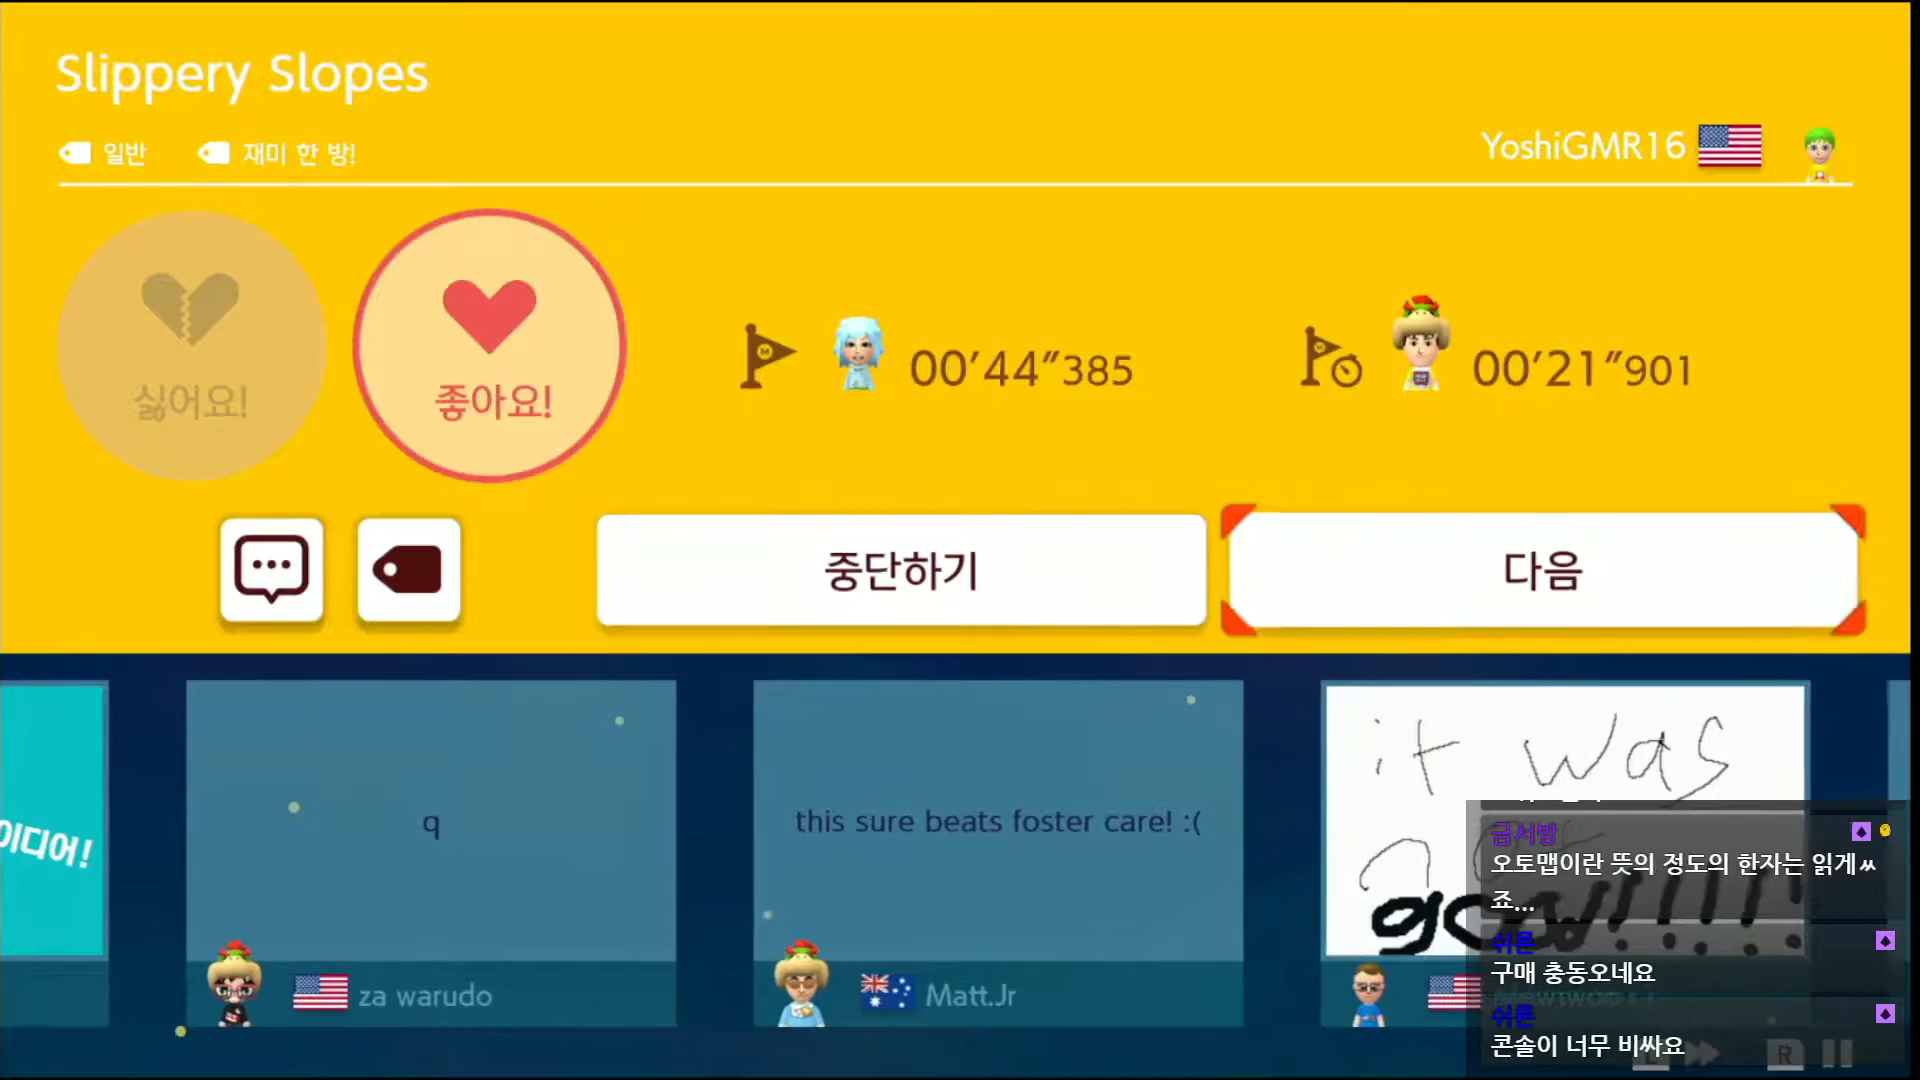 Slippery Slopes
일반
재미 한 방!
YoshiGMR16
싫어요!
좋아요!
00'44"385
00'21"901
중단하기
다음
이디어!
q
this sure beats foster care! :(
it was
za warudo
Matt.Jr
금서방
오토맵이란 뜻의 정도의 한자는 읽게ㅆ
죠...
쉬론
구매 충동오네요
쉬론
콘솔이 너무 비싸요
R